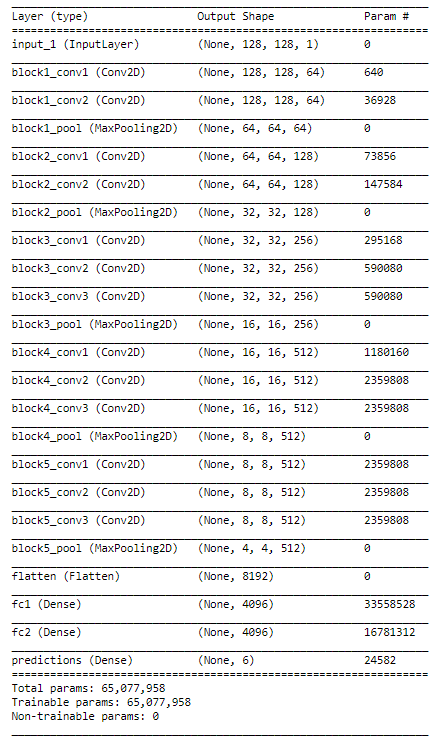 Layer (type) Output Shape Param #
input_1 (InputLayer) (None, 128, 128, 1) 0
block1_conv1 (Conv2D) (None, 128, 128, 64) 640
block1_conv2 (Conv2D) (None, 128, 128, 64) 36928
block1_pool (MaxPooling2D) (None, 64, 64, 64) 0
block2_conv1 (Conv2D) (None, 64, 64, 128) 73856
block2_conv2 (Conv2D) (None, 64, 64, 128) 147584
block2_pool (MaxPooling2D) (None, 32, 32, 128) 0
block3_conv1 (Conv2D) (None, 32, 32, 256) 295168
block3_conv2 (Conv2D) (None, 32, 32, 256) 590080
block3_conv3 (Conv2D) (None, 32, 32, 256) 590080
block3_pool (MaxPooling2D) (None, 16, 16, 256) 0
block4_conv1 (Conv2D) (None, 16, 16, 512) 1180160
block4_conv2 (Conv2D) (None, 16, 16, 512) 2359808
block4_conv3 (Conv2D) (None, 16, 16, 512) 2359808
block4_pool (MaxPooling2D) (None, 8, 8, 512) 0
block5_conv1 (Conv2D) (None, 8, 8, 512) 2359808
block5_conv2 (Conv2D) (None, 8, 8, 512) 2359808
block5_conv3 (Conv2D) (None, 8, 8, 512) 2359808
block5_pool (MaxPooling2D) (None, 4, 4, 512) 0
flatten (Flatten) (None, 8192) 0
fc1 (Dense) (None, 4096) 33558528
fc2 (Dense) (None, 4096) 16781312
predictions (Dense) (None, 6) 24582
Total params: 65,077,958
Trainable params: 65,077,958
Non-trainable params: 0